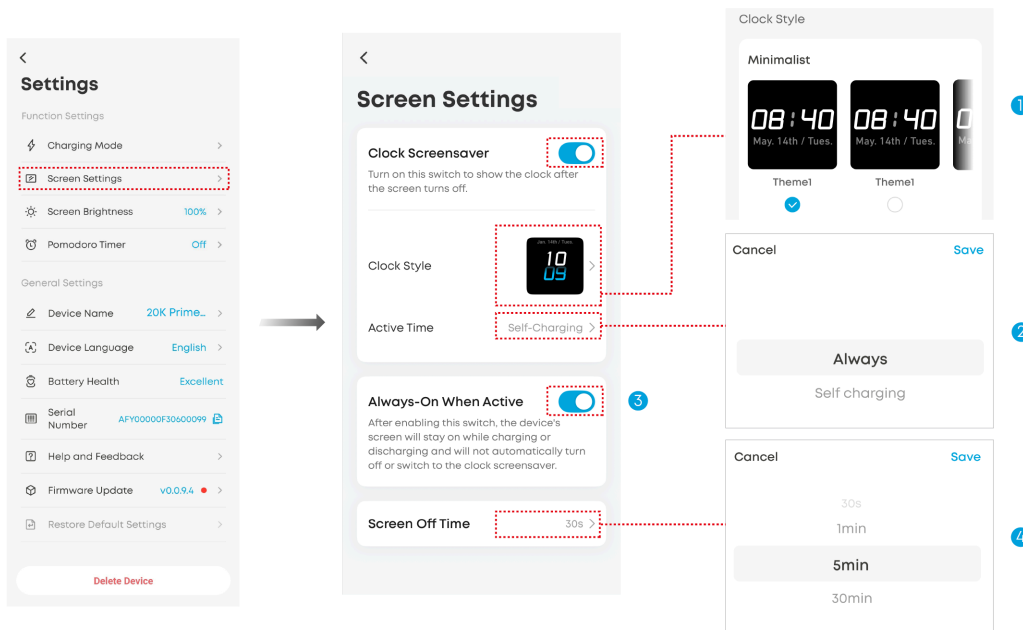 Settings
Function Settings
Charging Mode
Screen Settings
Screen Brightness 100%
Pomodoro Timer Off
General Settings
Device Name 20K Prime...
Device Language English
Battery Health Excellent
Serial
Number AFY00000F30600099
Help and Feedback
Firmware Update v0.0.9.4
Restore Default Settings
Delete Device
Screen Settings
Clock Screensaver
Turn on this switch to show the clock after
the screen turns off.
Clock Style
Jan. 14th / Tues.
10
09
Active Time Self-Charging
Always-On When Active
After enabling this switch, the device's
screen will stay on while charging or
discharging and will not automatically turn
off or switch to the clock screensaver.
3
Screen Off Time 30s
Clock Style
Minimalist
08:40
May. 14th / Tues.
Theme1
08:40
May. 14th / Tues.
Theme1
1
Cancel Save
Always
Self charging
2
Cancel Save
30s
1min
5min
30min
4